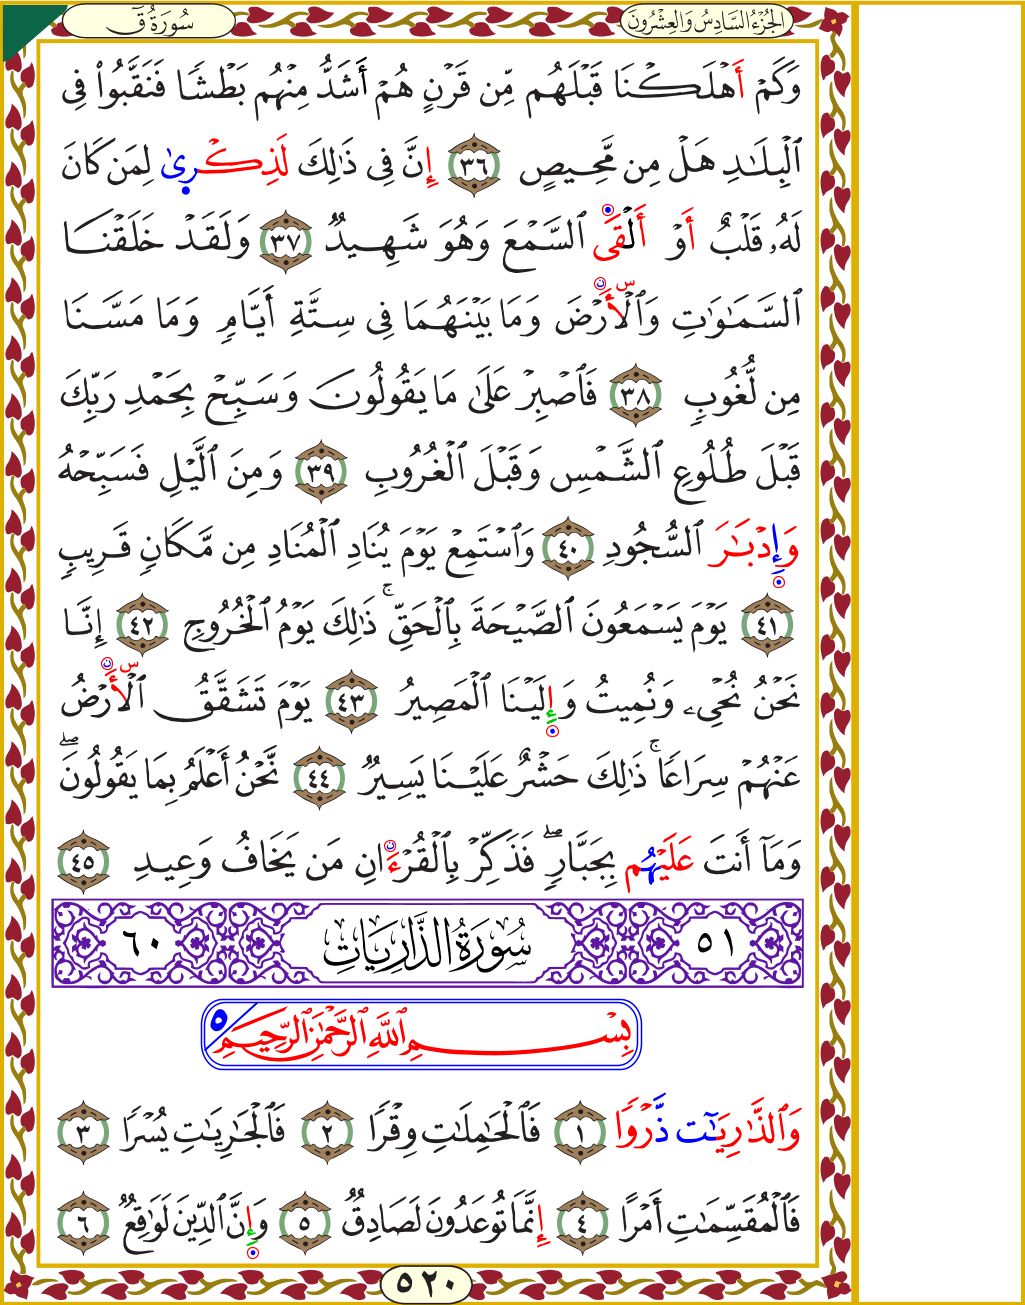 سُورَةُ قٓ
الجُزْءُ السَّادِسُ وَالعِشْرُونَ
وَكَمْ أَهْلَكْنَا قَبْلَهُم مِّن قَرْنٍ هُمْ أَشَدُّ مِنْهُم بَطْشًا فَنَقَّبُوا۟ فِى
ٱلْبِلَـٰدِ هَلْ مِن مَّحِيصٍ ٣٦ إِنَّ فِى ذَٰلِكَ لَذِكْرِىٰ لِمَن كَانَ
لَهُۥ قَلْبٌ أَوْ أَلْقَى ٱلسَّمْعَ وَهُوَ شَهِيدٌ ٣٧ وَلَقَدْ خَلَقْنَا
ٱلسَّمَـٰوَٰتِ وَٱلْأَرْضَ وَمَا بَيْنَهُمَا فِى سِتَّةِ أَيَّامٍ وَمَا مَسَّنَا
مِن لُّغُوبٍ ٣٨ فَٱصْبِرْ عَلَىٰ مَا يَقُولُونَ وَسَبِّحْ بِحَمْدِ رَبِّكَ
قَبْلَ طُلُوعِ ٱلشَّمْسِ وَقَبْلَ ٱلْغُرُوبِ ٣٩ وَمِنَ ٱلَّيْلِ فَسَبِّحْهُ
وَإِدْبَـٰرَ ٱلسُّجُودِ ٤٠ وَٱسْتَمِعْ يَوْمَ يُنَادِ ٱلْمُنَادِ مِن مَّكَانٍ قَرِيبٍ
٤١ يَوْمَ يَسْمَعُونَ ٱلصَّيْحَةَ بِٱلْحَقِّ ۚ ذَٰلِكَ يَوْمُ ٱلْخُرُوجِ ٤٢ إِنَّا
نَحْنُ نُحْىِۦ وَنُمِيتُ وَإِلَيْنَا ٱلْمَصِيرُ ٤٣ يَوْمَ تَشَقَّقُ ٱلْأَرْضُ
عَنْهُمْ سِرَاعًا ۚ ذَٰلِكَ حَشْرٌ عَلَيْنَا يَسِيرٌ ٤٤ نَّحْنُ أَعْلَمُ بِمَا يَقُولُونَ ۖ
وَمَآ أَنتَ عَلَيْهُم بِجَبَّارٍ ۖ فَذَكِّرْ بِٱلْقُرْءَانِ مَن يَخَافُ وَعِيدِ ٤٥
٥١ سُورَةُ الذَّارِيَاتِ ٦٠
بِسْمِ ٱللَّهِ ٱلرَّحْمَـٰنِ ٱلرَّحِيمِ ٥
وَٱلذَّٰرِيَـٰٓت ذَّرْوًا ١ فَٱلْحَـٰمِلَـٰتِ وِقْرًا ٢ فَٱلْجَـٰرِيَـٰتِ يُسْرًا ٣
فَٱلْمُقَسِّمَـٰتِ أَمْرًا ٤ إِنَّمَا تُوعَدُونَ لَصَادِقٌ ٥ وَإِنَّ ٱلدِّينَ لَوَٰقِعٌ ٦
٥٢٠